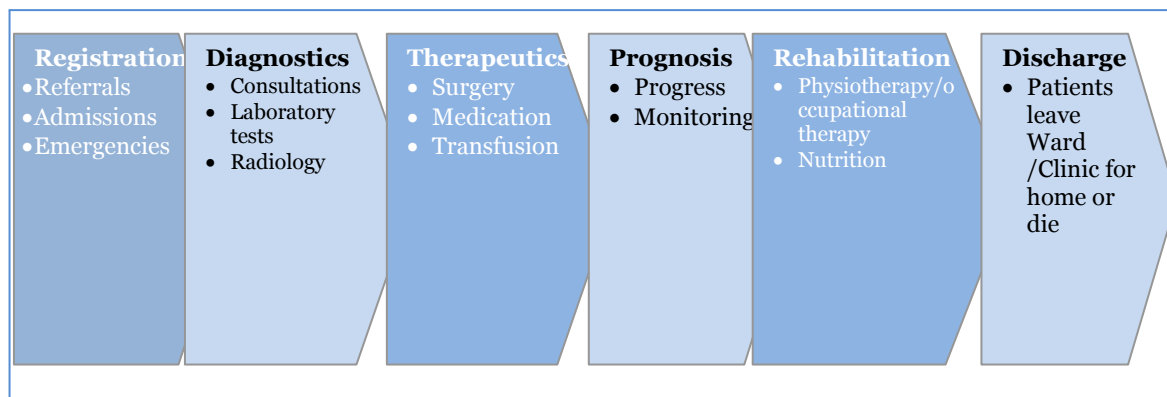 Registration
•Referrals
•Admissions
•Emergencies
Diagnostics
• Consultations
• Laboratory
tests
• Radiology
Therapeutics
• Surgery
• Medication
• Transfusion
Prognosis
• Progress
• Monitoring
Rehabilitation
• Physiotherapy/o
ccupational
therapy
• Nutrition
Discharge
• Patients
leave
Ward
/Clinic for
home or
die